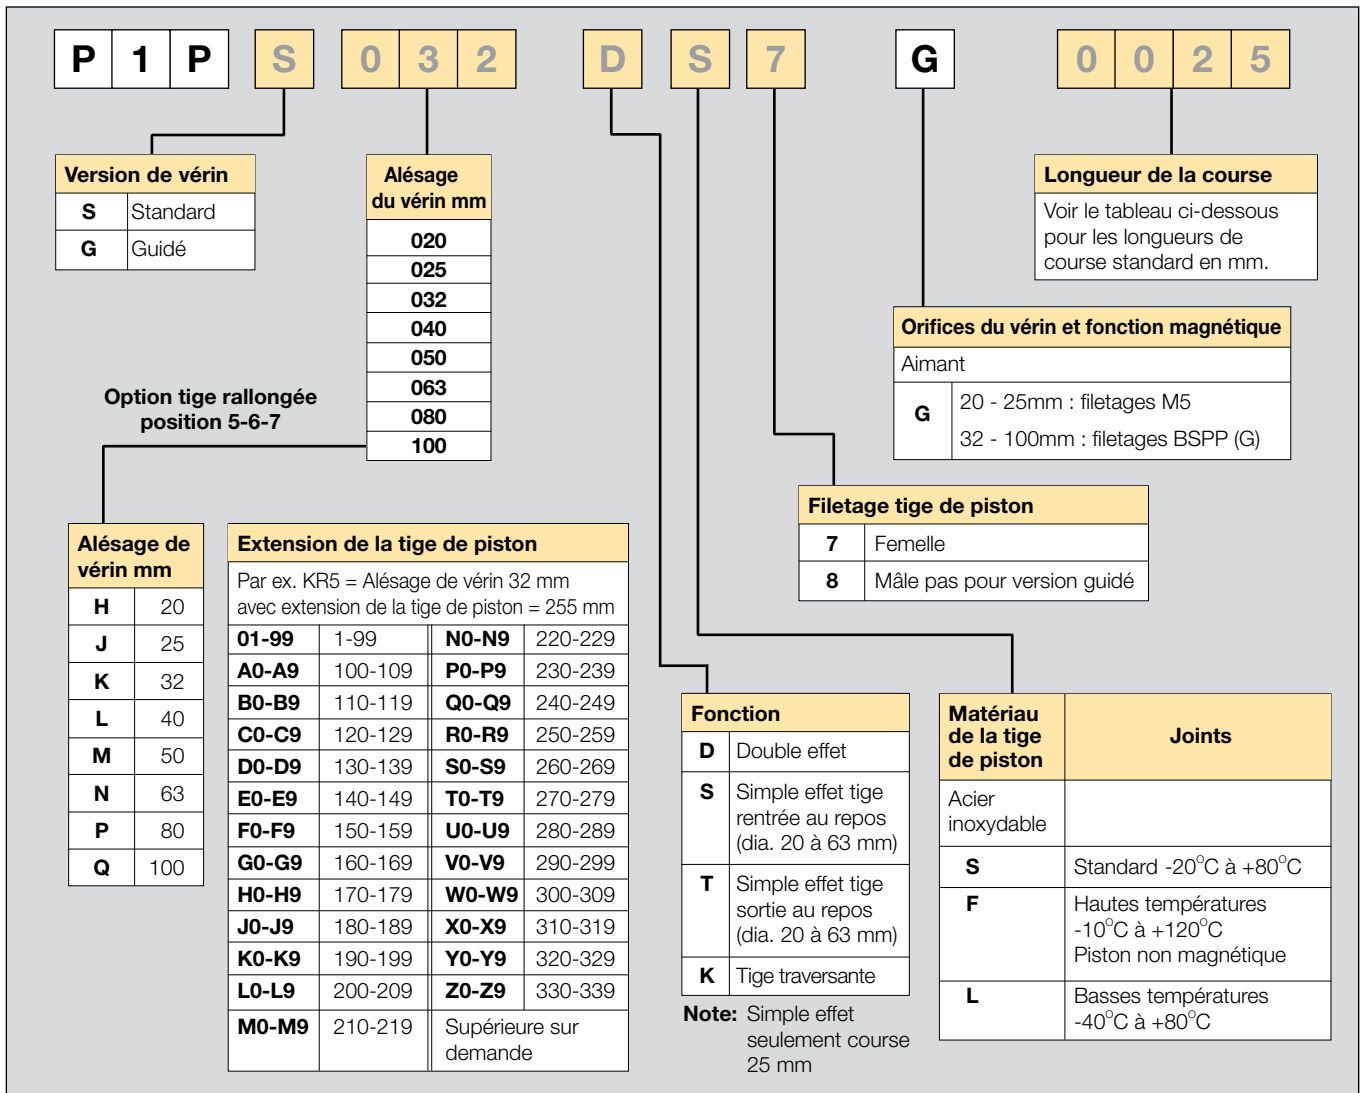 P 1 P S 0 3 2 D S 7 G 0 0 2 5
Version de vérin
S Standard
G Guidé
Alésage
du vérin mm
020
025
032
040
050
063
080
100
Longueur de la course
Voir le tableau ci-dessous
pour les longueurs de
course standard en mm.
Orifices du vérin et fonction magnétique
Aimant
G
20 - 25mm : filetages M5
32 - 100mm : filetages BSPP (G)
Option tige rallongée
position 5-6-7
Filetage tige de piston
7 Femelle
8 Mâle pas pour version guidé
Alésage de
vérin mm
H 20
J 25
K 32
L 40
M 50
N 63
P 80
Q 100
Extension de la tige de piston
Par ex. KR5 = Alésage de vérin 32 mm
avec extension de la tige de piston = 255 mm
01-99 1-99 N0-N9 220-229
A0-A9 100-109 P0-P9 230-239
B0-B9 110-119 Q0-Q9 240-249
C0-C9 120-129 R0-R9 250-259
D0-D9 130-139 S0-S9 260-269
E0-E9 140-149 T0-T9 270-279
F0-F9 150-159 U0-U9 280-289
G0-G9 160-169 V0-V9 290-299
H0-H9 170-179 W0-W9 300-309
J0-J9 180-189 X0-X9 310-319
K0-K9 190-199 Y0-Y9 320-329
L0-L9 200-209 Z0-Z9 330-339
M0-M9 210-219 Supérieure sur
demande
Fonction
D Double effet
S Simple effet tige
rentrée au repos
(dia. 20 à 63 mm)
T Simple effet tige
sortie au repos
(dia. 20 à 63 mm)
K Tige traversante
Note: Simple effet
seulement course
25 mm
Matériau
de la tige
de piston
Joints
Acier
inoxydable
S Standard -20°C à +80°C
F Hautes températures
-10°C à +120°C
Piston non magnétique
L Basses températures
-40°C à +80°C